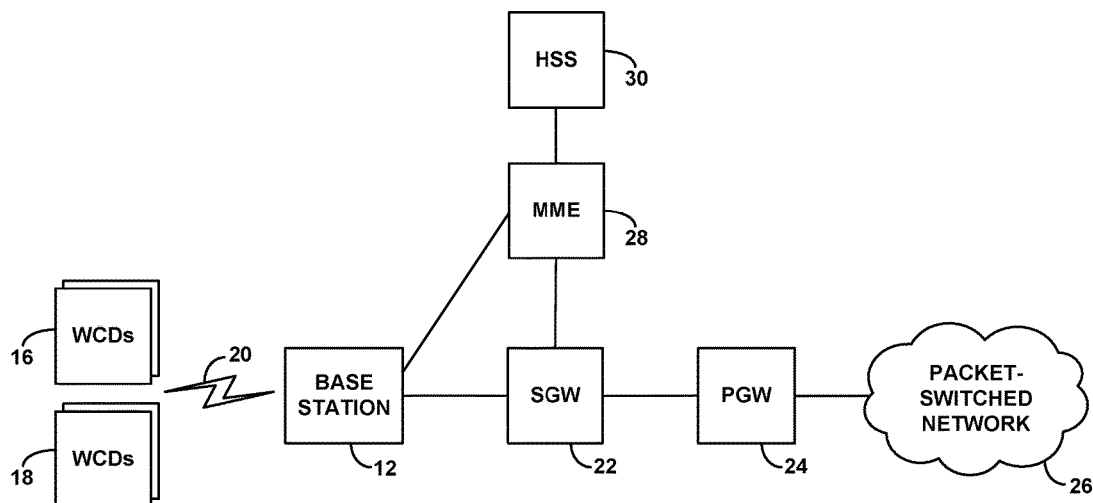 HSS
30
MME
28
WCDs
16
20
BASE
STATION
12
SGW
22
PGW
24
PACKET-
SWITCHED
NETWORK
26
WCDs
18